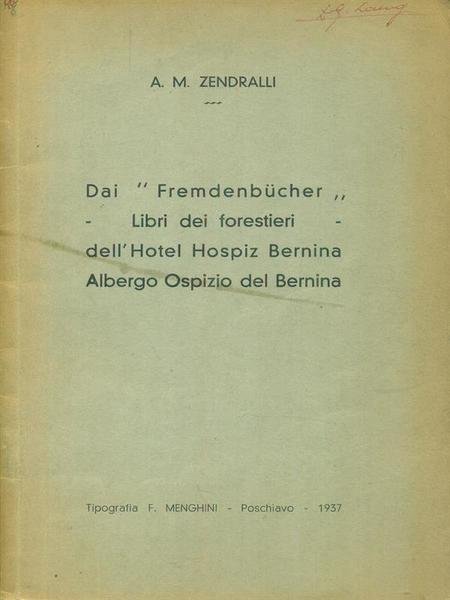 A. M. ZENDRALLI
Dai " Fremdenbücher „
- Libri dei forestieri -
dell'Hotel Hospiz Bernina
Albergo Ospizio del Bernina
Tipografia F. MENGHINI - Poschiavo - 1937